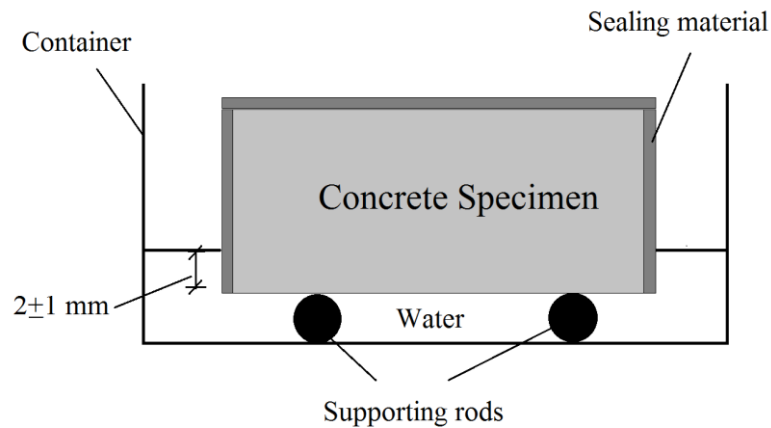 Container
Sealing material
Concrete Specimen
2±1 mm
Water
Supporting rods